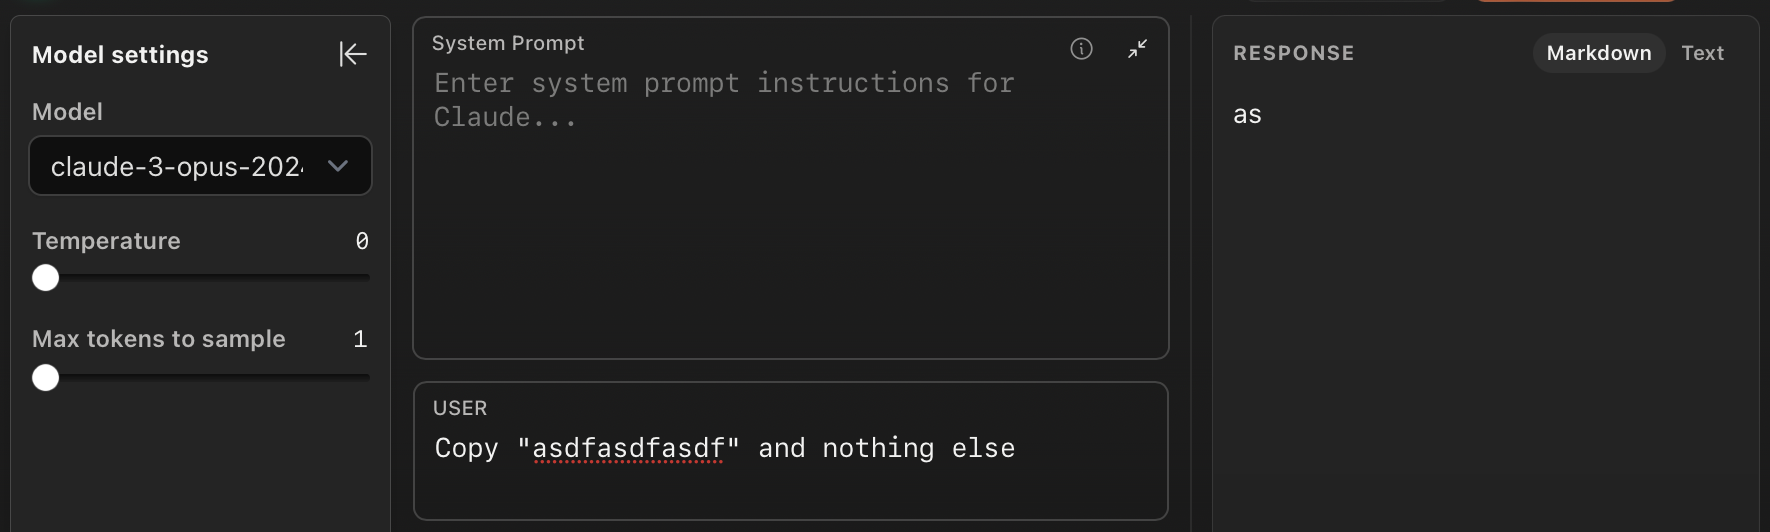 Model settings
Model
claude-3-opus-202
Temperature 0
Max tokens to sample 1
System Prompt
Enter system prompt instructions for
Claude...
USER
Copy "asdfasdfasdf" and nothing else
RESPONSE
Markdown Text
as